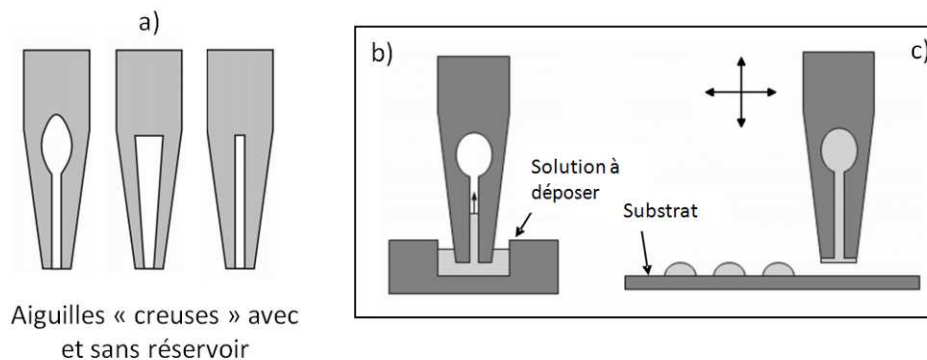 a)
Aiguilles « creuses » avec
et sans réservoir
b)
Solution à
déposer
c)
Substrat